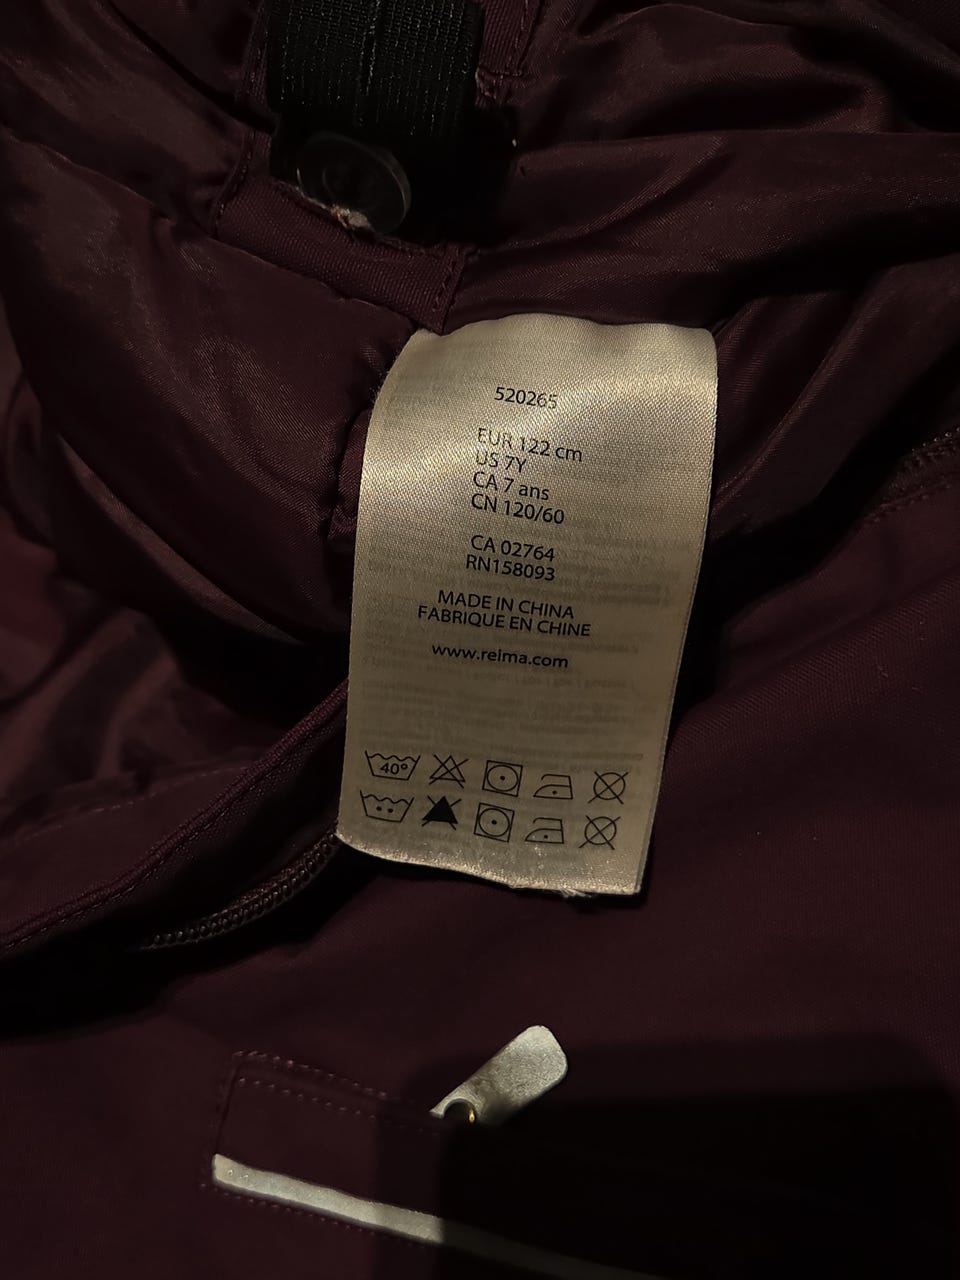 520265
EUR 122 cm
US 7Y
CA 7 ans
CN 120/60
CA 02764
RN158093
MADE IN CHINA
FABRIQUE EN CHINE
www.reima.com
40°